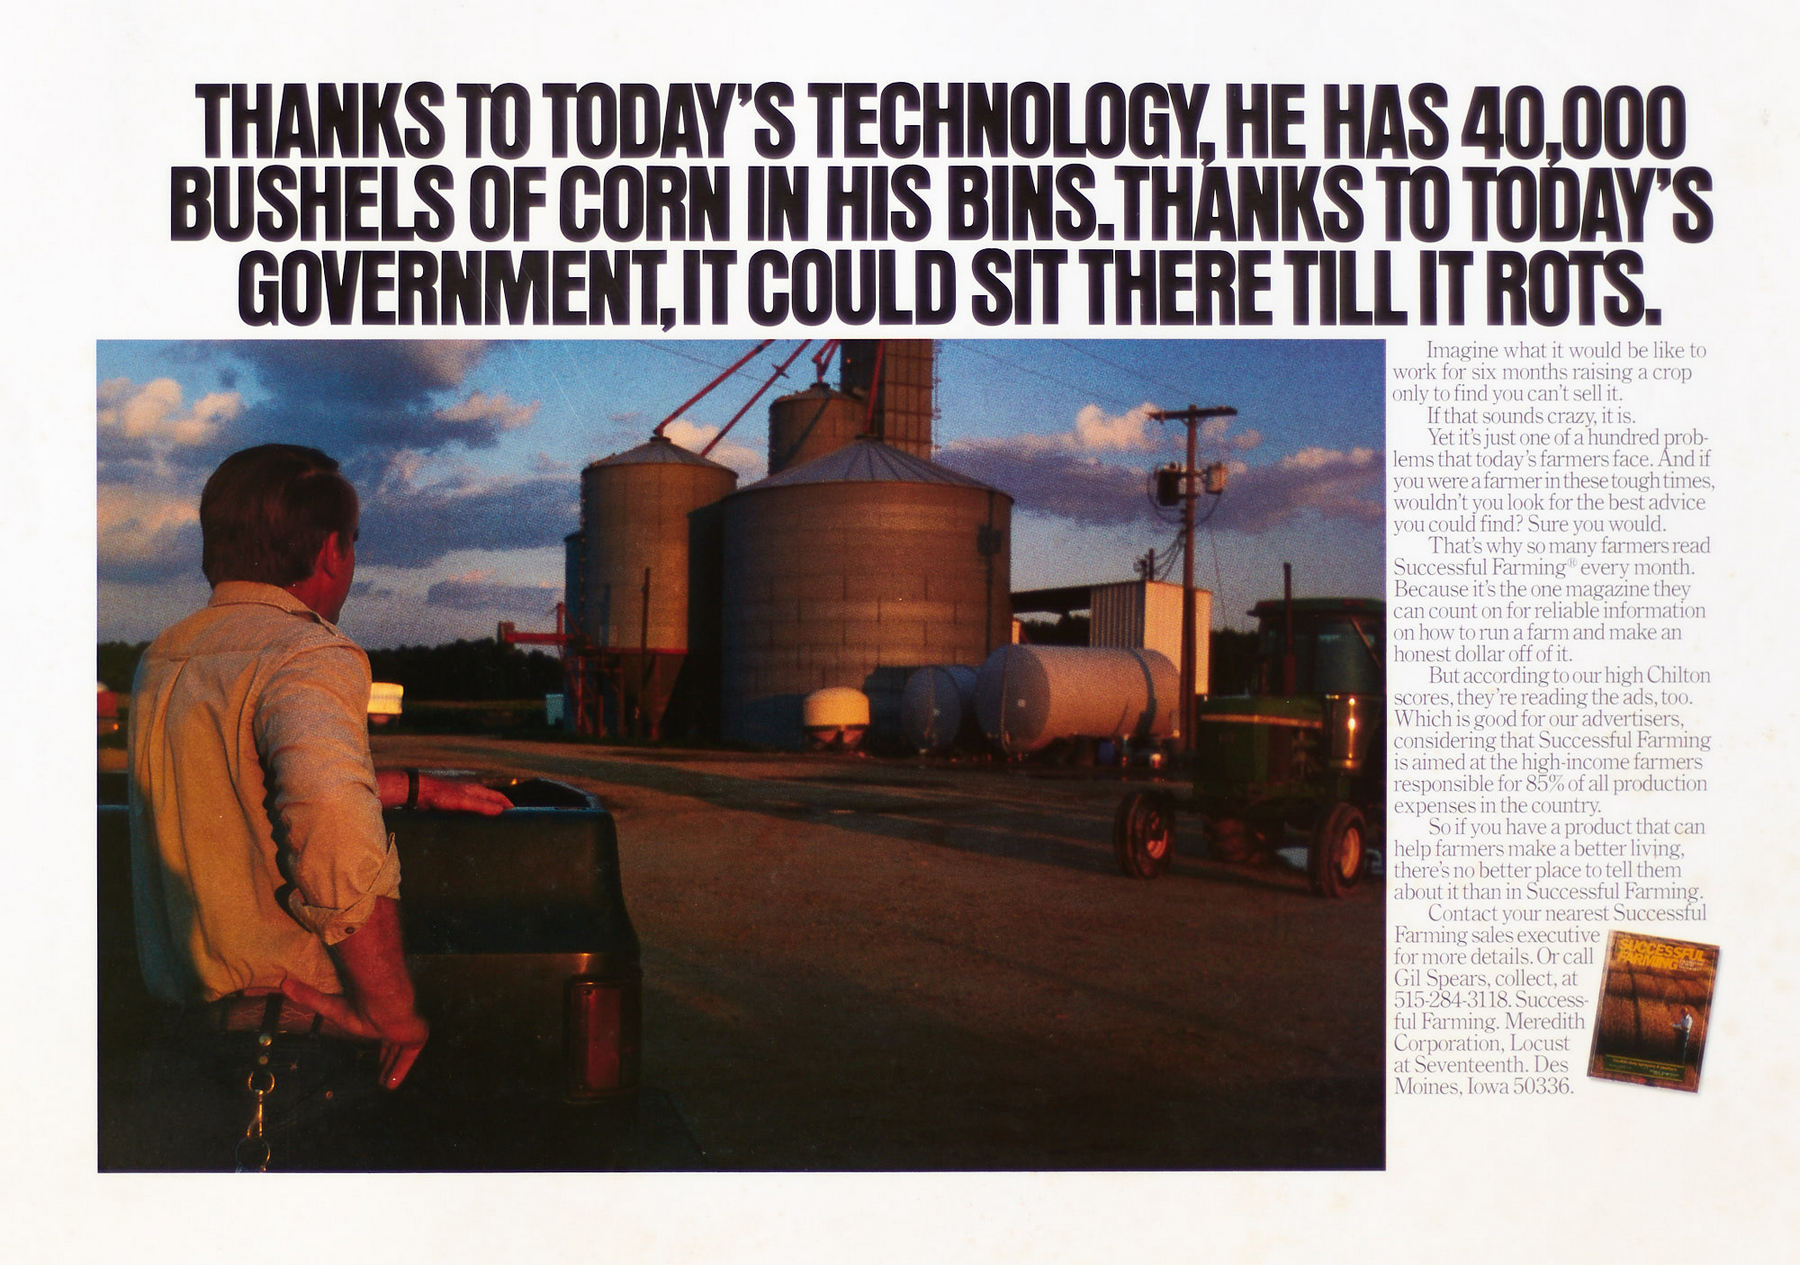 THANKS TO TODAY'S TECHNOLOGY, HE HAS 40,000
BUSHELS OF CORN IN HIS BINS. THANKS TO TODAY'S
GOVERNMENT, IT COULD SIT THERE TILL IT ROTS.
Imagine what it would be like to
work for six months raising a crop
only to find you can't sell it.
If that sounds crazy, it is.
Yet it's just one of a hundred prob-
lems that today's farmers face. And if
you were a farmer in these tough times,
wouldn't you look for the best advice
you could find? Sure you would.
That's why so many farmers read
Successful Farming® every month.
Because it's the one magazine they
can count on for reliable information
on how to run a farm and make an
honest dollar off of it.
But according to our high Chilton
scores, they're reading the ads, too.
Which is good for our advertisers,
considering that Successful Farming
is aimed at the high-income farmers
responsible for 85% of all production
expenses in the country.
So if you have a product that can
help farmers make a better living,
there's no better place to tell them
about it than in Successful Farming.
Contact your nearest Successful
Farming sales executive
for more details. Or call
Gil Spears, collect, at
515-284-3118. Success-
ful Farming. Meredith
Corporation, Locust
at Seventeenth. Des
Moines, Iowa 50336.
SUCCESSFUL
FARMING